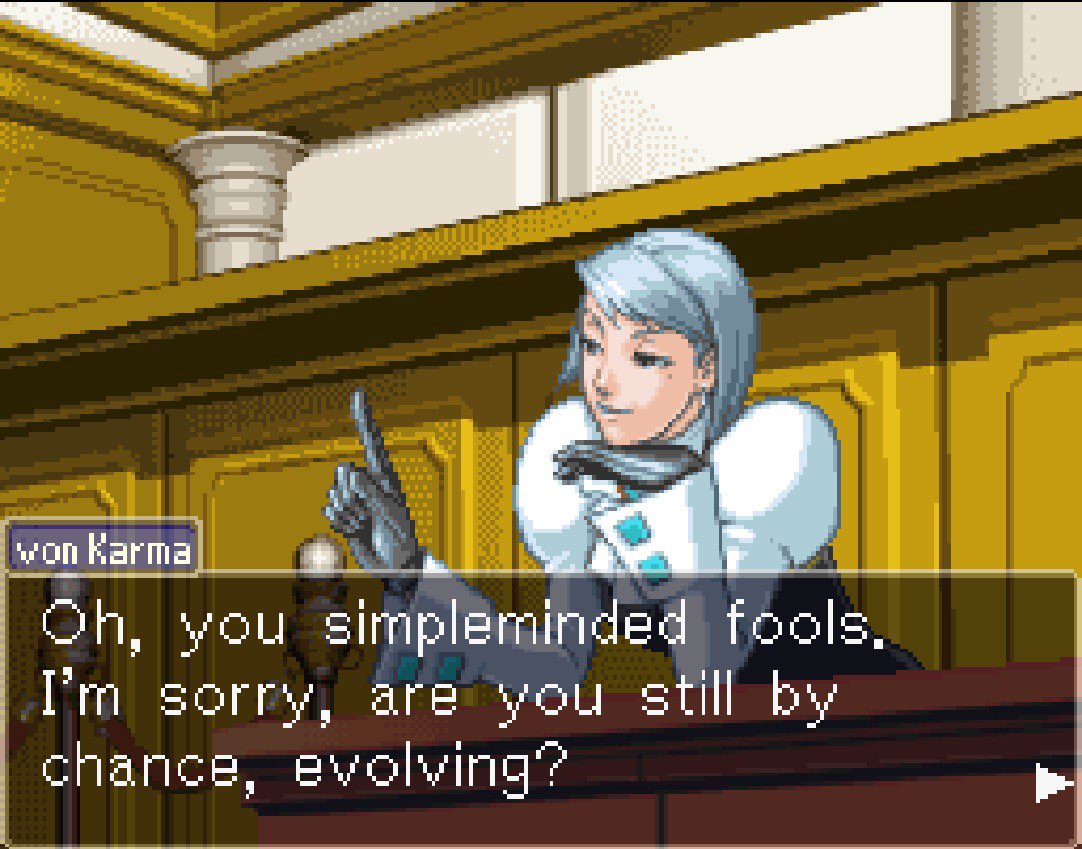 von Karma
Oh, you simpleminded fools.
I'm sorry, are you still by
chance, evolving?